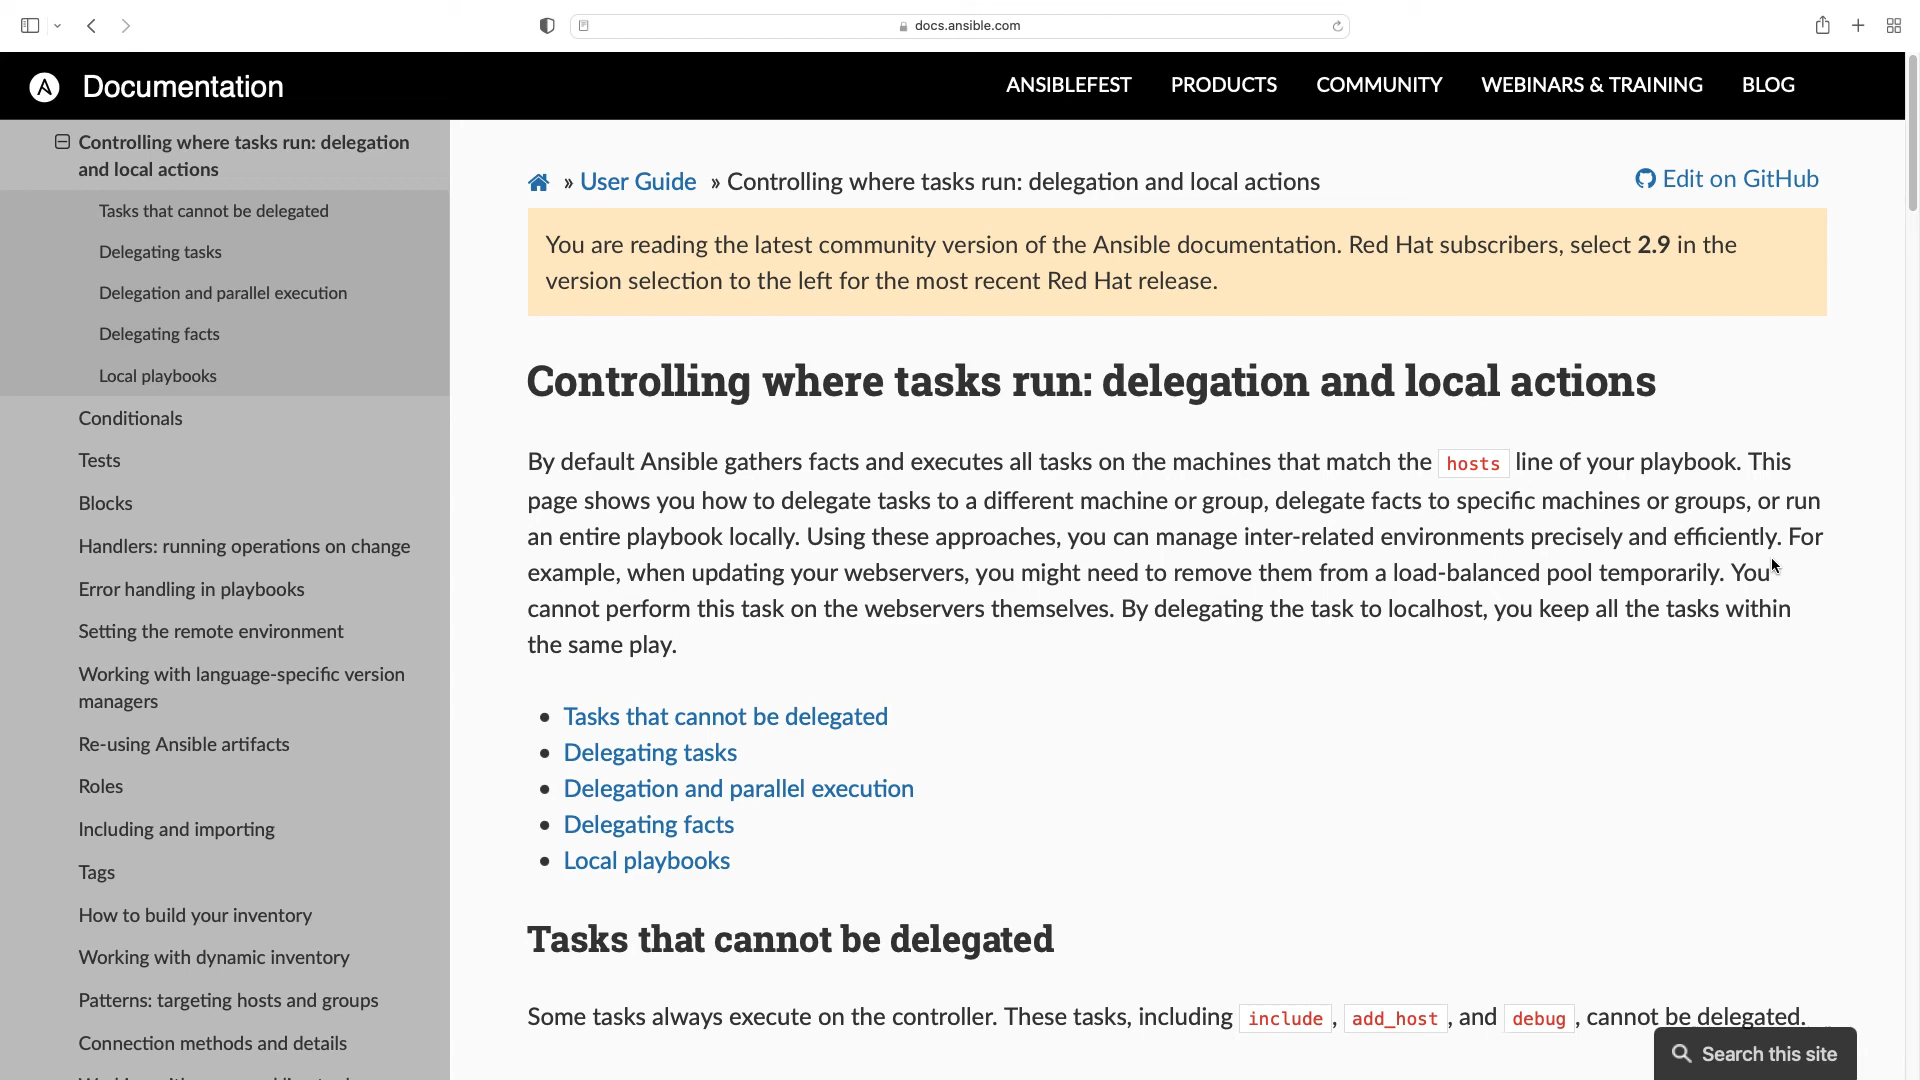 docs.ansible.com
Documentation
ANSIBLEFEST PRODUCTS COMMUNITY WEBINARS & TRAINING BLOG
Controlling where tasks run: delegation
and local actions
Tasks that cannot be delegated
Delegating tasks
Delegation and parallel execution
Delegating facts
Local playbooks
Conditionals
Tests
Blocks
Handlers: running operations on change
Error handling in playbooks
Setting the remote environment
Working with language-specific version
managers
Re-using Ansible artifacts
Roles
Including and importing
Tags
How to build your inventory
Working with dynamic inventory
Patterns: targeting hosts and groups
Connection methods and details
» User Guide » Controlling where tasks run: delegation and local actions
Edit on GitHub
You are reading the latest community version of the Ansible documentation. Red Hat subscribers, select 2.9 in the
version selection to the left for the most recent Red Hat release.
Controlling where tasks run: delegation and local actions
By default Ansible gathers facts and executes all tasks on the machines that match the hosts line of your playbook. This
page shows you how to delegate tasks to a different machine or group, delegate facts to specific machines or groups, or run
an entire playbook locally. Using these approaches, you can manage inter-related environments precisely and efficiently. For
example, when updating your webservers, you might need to remove them from a load-balanced pool temporarily. You
cannot perform this task on the webservers themselves. By delegating the task to localhost, you keep all the tasks within
the same play.
• Tasks that cannot be delegated
• Delegating tasks
• Delegation and parallel execution
• Delegating facts
• Local playbooks
Tasks that cannot be delegated
Some tasks always execute on the controller. These tasks, including include, add_host, and debug, cannot be delegated.
Search this site